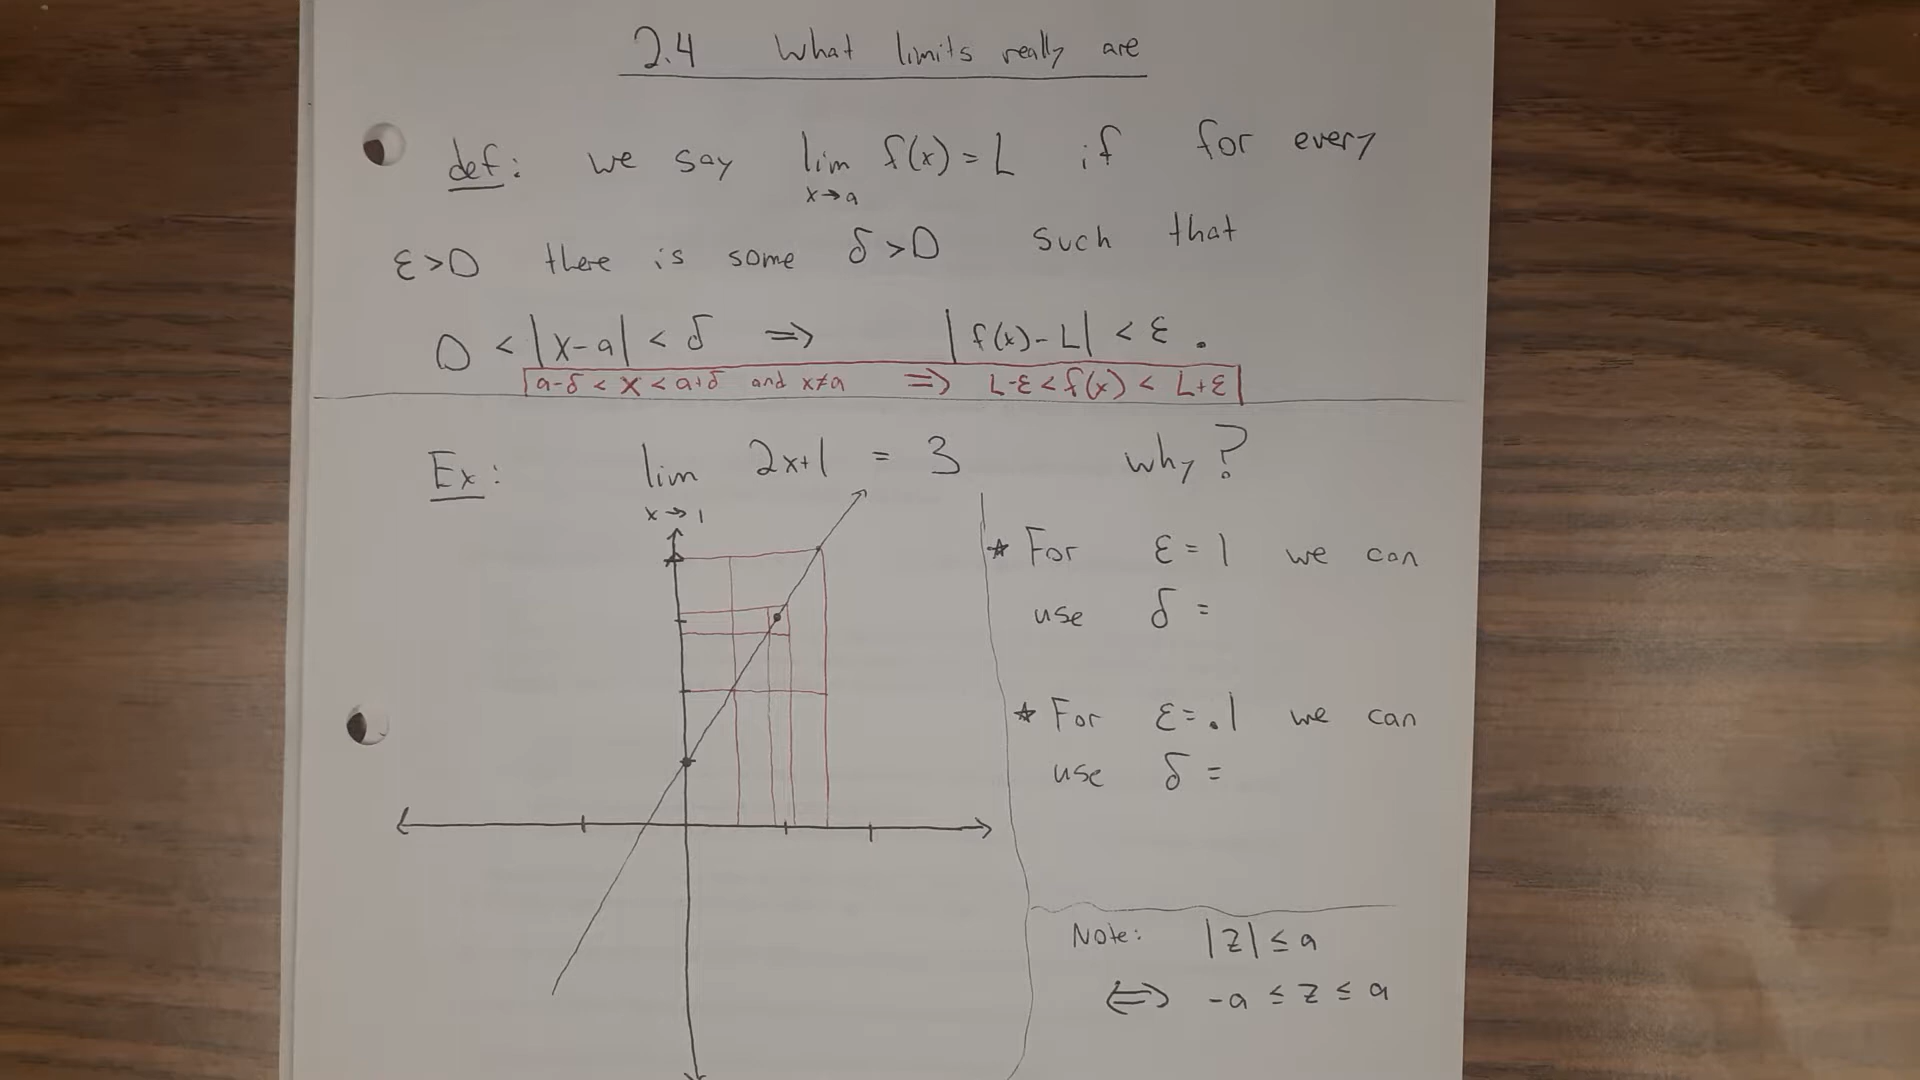 2.4 What limits really are
def: we say lim f(x) = L if for every
x→a
ε>0 there is some δ>0 such that
0 < |x-a| < δ ⇒ |f(x)-L| < ε.
a-δ < x < a+δ and x≠a ⇒ L-ε < f(x) < L+ε
Ex: lim 2x+1 = 3 why?
x→1
* For ε = 1 we can
use δ =
* For ε = .1 we can
use δ =
Note: |z| ≤ a
⇔ -a ≤ z ≤ a